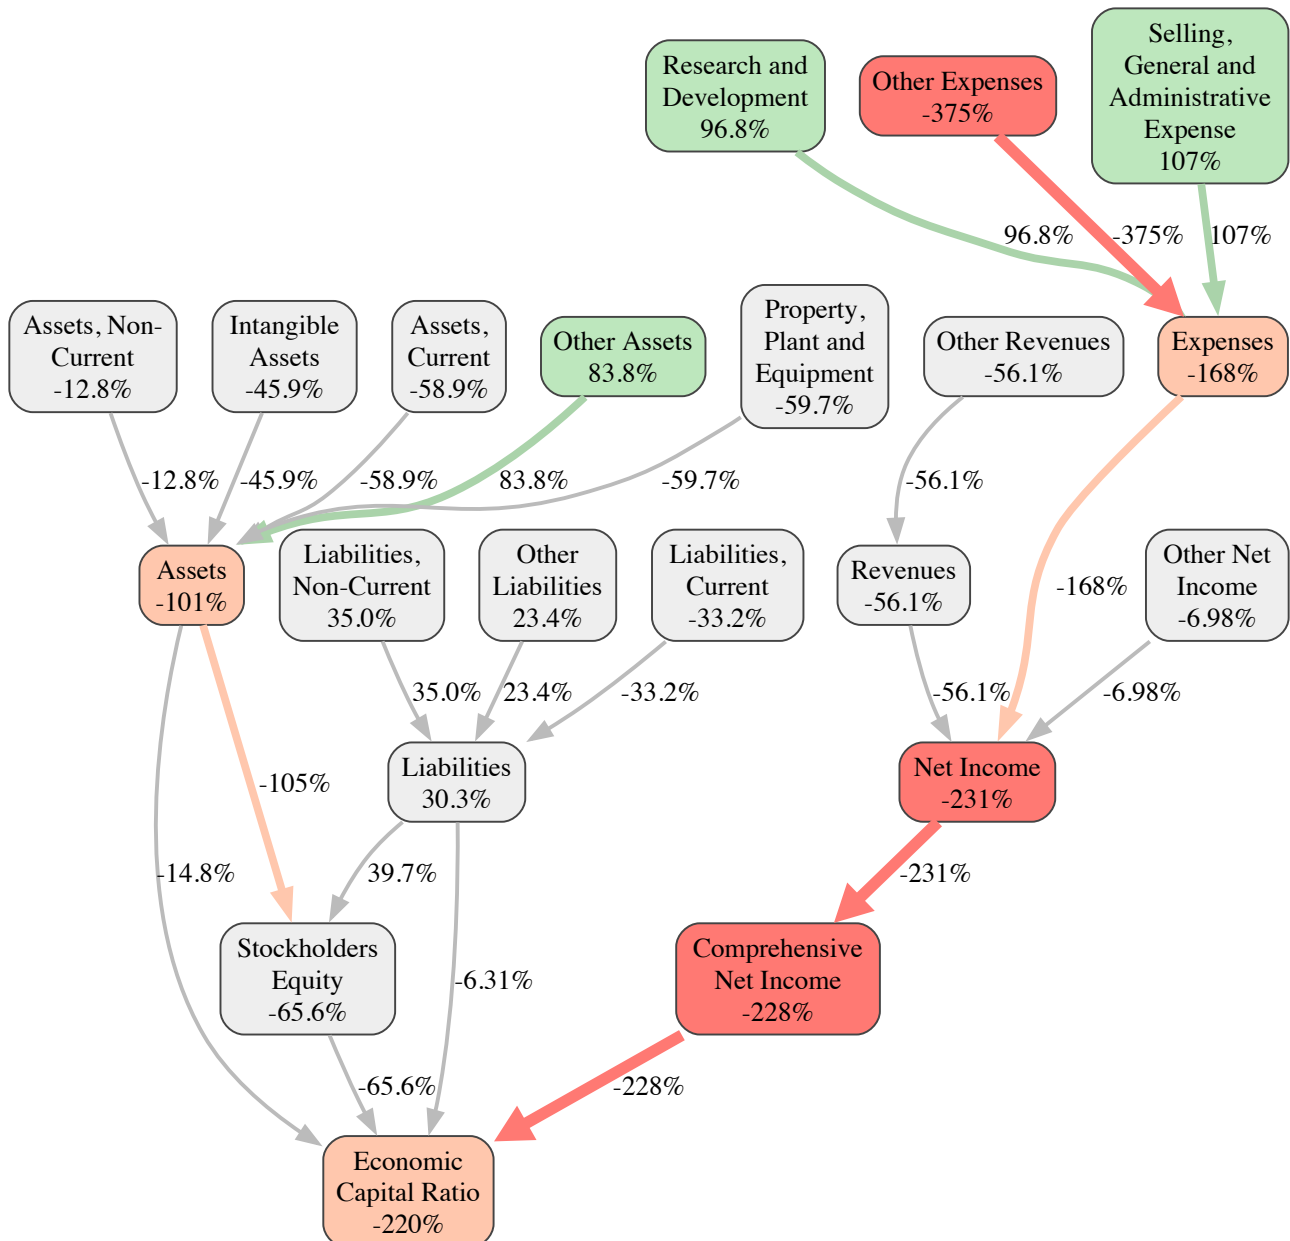 Research and
Development
96.8%
Other Expenses
-375%
Selling,
General and
Administrative
Expense
107%
96.8%
-375%
107%
Assets, Non-
Current
-12.8%
Intangible
Assets
-45.9%
Assets,
Current
-58.9%
Other Assets
83.8%
Property,
Plant and
Equipment
-59.7%
Other Revenues
-56.1%
Expenses
-168%
-12.8%
-45.9%
-58.9%
83.8%
-59.7%
-56.1%
-168%
Assets
-101%
Liabilities,
Non-Current
35.0%
Other
Liabilities
23.4%
Liabilities,
Current
-33.2%
Revenues
-56.1%
Other Net
Income
-6.98%
35.0%
23.4%
-33.2%
-56.1%
-6.98%
-105%
Liabilities
30.3%
Net Income
-231%
-14.8%
39.7%
-231%
Stockholders
Equity
-65.6%
-6.31%
Comprehensive
Net Income
-228%
-65.6%
-228%
Economic
Capital Ratio
-220%